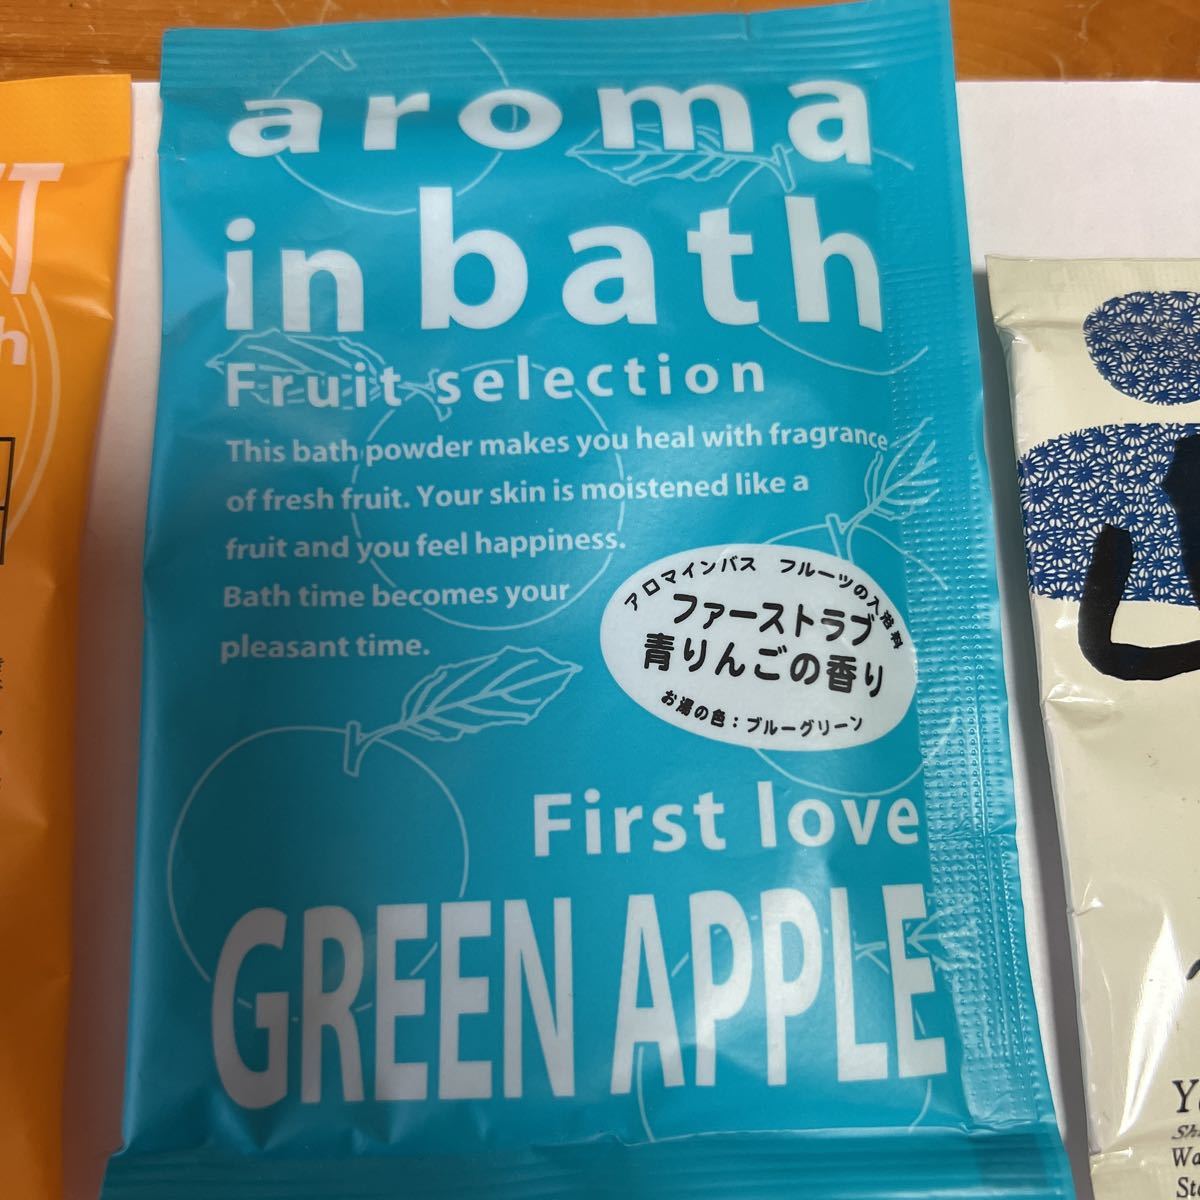 aroma
in bath
Fruit selection
This bath powder makes you heal with fragrance
of fresh fruit. Your skin is moistened like a
fruit and you feel happiness.
Bath time becomes your
pleasant time.
アロマインバス フルーツの入浴料
ファーストラブ
青りんごの香り
お湯の色：ブルーグリーン
First love
GREEN APPLE